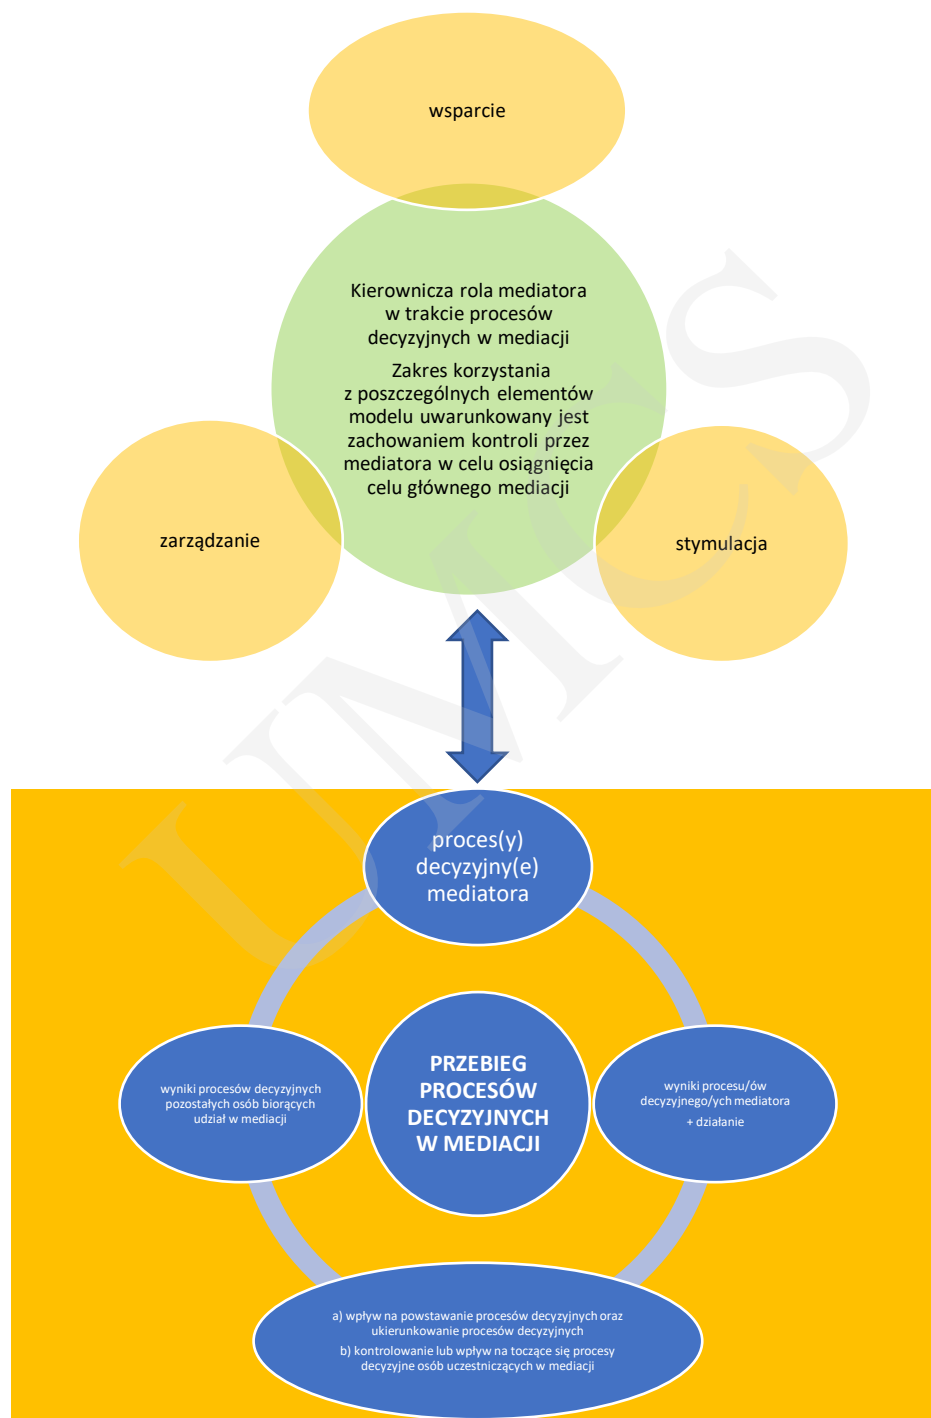 wsparcie
Kierownicza rola mediatora
w trakcie procesów
decyzyjnych w mediacji
Zakres korzystania
z poszczególnych elementów
modelu uwarunkowany jest
zachowaniem kontroli przez
mediatora w celu osiągnięcia
celu głównego mediacji
zarządzanie
stymulacja
UMCS
proces(y)
decyzyjny(e)
mediatora
wyniki procesów decyzyjnych
pozostałych osób biorących
udział w mediacji
PRZEBIEG
PROCESÓW
DECYZYJNYCH
W MEDIACJI
wyniki procesu/ów
decyzyjnego/ych mediatora
+ działanie
a) wpływ na powstawanie procesów decyzyjnych oraz
ukierunkowanie procesów decyzyjnych
b) kontrolowanie lub wpływ na toczące się procesy
decyzyjne osób uczestniczących w mediacji